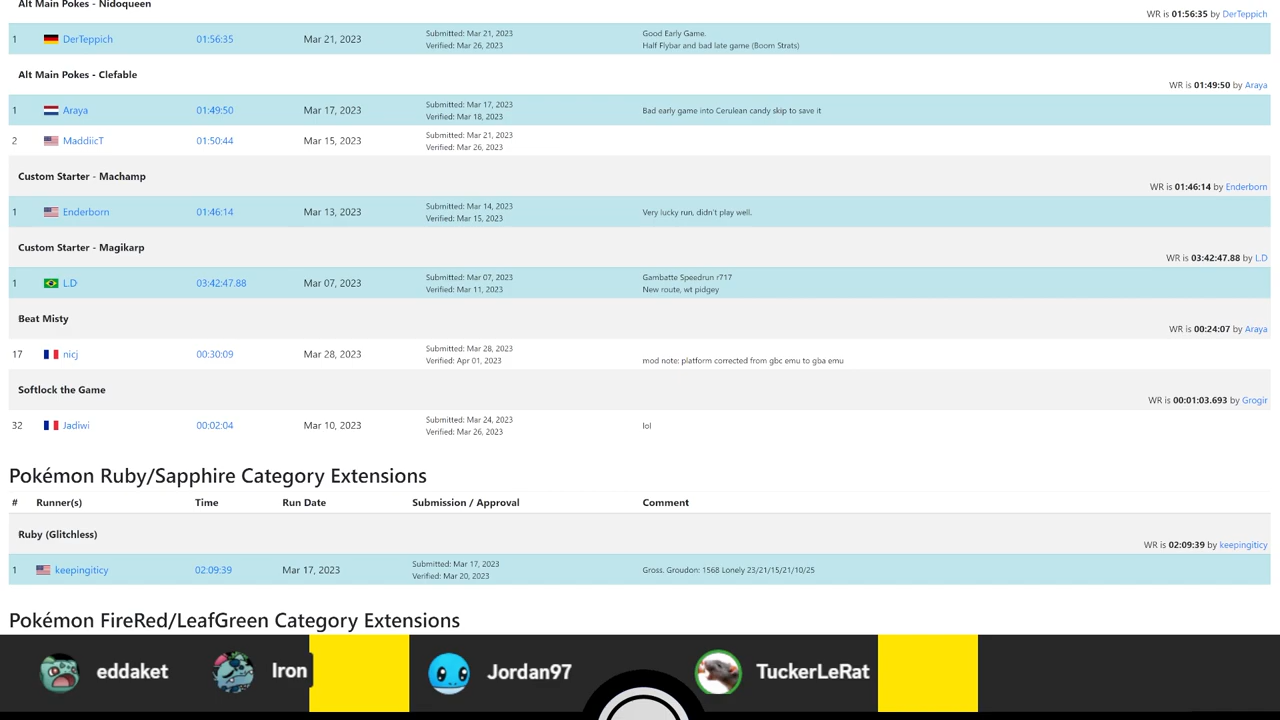 Alt Main Pokes - Nidoqueen
WR is 01:56:35 by DerTeppich
1 DerTeppich 01:56:35 Mar 21, 2023 Submitted: Mar 21, 2023 Good Early Game.
Verified: Mar 26, 2023 Half Flybar and bad late game (Boom Strats)
Alt Main Pokes - Clefable
WR is 01:49:50 by Araya
1 Araya 01:49:50 Mar 17, 2023 Submitted: Mar 17, 2023 Bad early game into Cerulean candy skip to save it
Verified: Mar 18, 2023
2 MaddiicT 01:50:44 Mar 15, 2023 Submitted: Mar 21, 2023
Verified: Mar 26, 2023
Custom Starter - Machamp
WR is 01:46:14 by Enderborn
1 Enderborn 01:46:14 Mar 13, 2023 Submitted: Mar 14, 2023 Very lucky run, didn't play well.
Verified: Mar 15, 2023
Custom Starter - Magikarp
WR is 03:42:47.88 by L.D
1 L.D 03:42:47.88 Mar 07, 2023 Submitted: Mar 07, 2023 Gambatte Speedrun r717
Verified: Mar 11, 2023 New route, wt pidgey
Beat Misty
WR is 00:24:07 by Araya
17 nicj 00:30:09 Mar 28, 2023 Submitted: Mar 28, 2023
Verified: Apr 01, 2023 mod note: platform corrected from gbc emu to gba emu
Softlock the Game
WR is 00:01:03.693 by Grogir
32 Jadiwi 00:02:04 Mar 10, 2023 Submitted: Mar 24, 2023 lol
Verified: Mar 26, 2023
Pokémon Ruby/Sapphire Category Extensions
# Runner(s) Time Run Date Submission / Approval Comment
Ruby (Glitchless)
WR is 02:09:39 by keepingiticy
1 keepingiticy 02:09:39 Mar 17, 2023 Submitted: Mar 17, 2023 Gross. Groudon: 1568 Lonely 23/21/15/21/10/25
Verified: Mar 20, 2023
Pokémon FireRed/LeafGreen Category Extensions
eddaket Iron Jordan97 TuckerLeRat